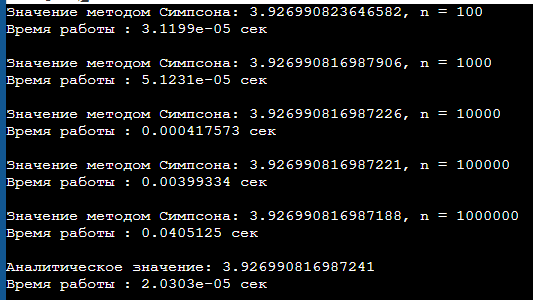 Значение методом Симпсона: 3.926990823646582, n = 100
Время работы : 3.1199e-05 сек
Значение методом Симпсона: 3.926990816987906, n = 1000
Время работы : 5.1231e-05 сек
Значение методом Симпсона: 3.926990816987226, n = 10000
Время работы : 0.000417573 сек
Значение методом Симпсона: 3.926990816987221, n = 100000
Время работы : 0.00399334 сек
Значение методом Симпсона: 3.926990816987188, n = 1000000
Время работы : 0.0405125 сек
Аналитическое значение: 3.926990816987241
Время работы : 2.0303e-05 сек